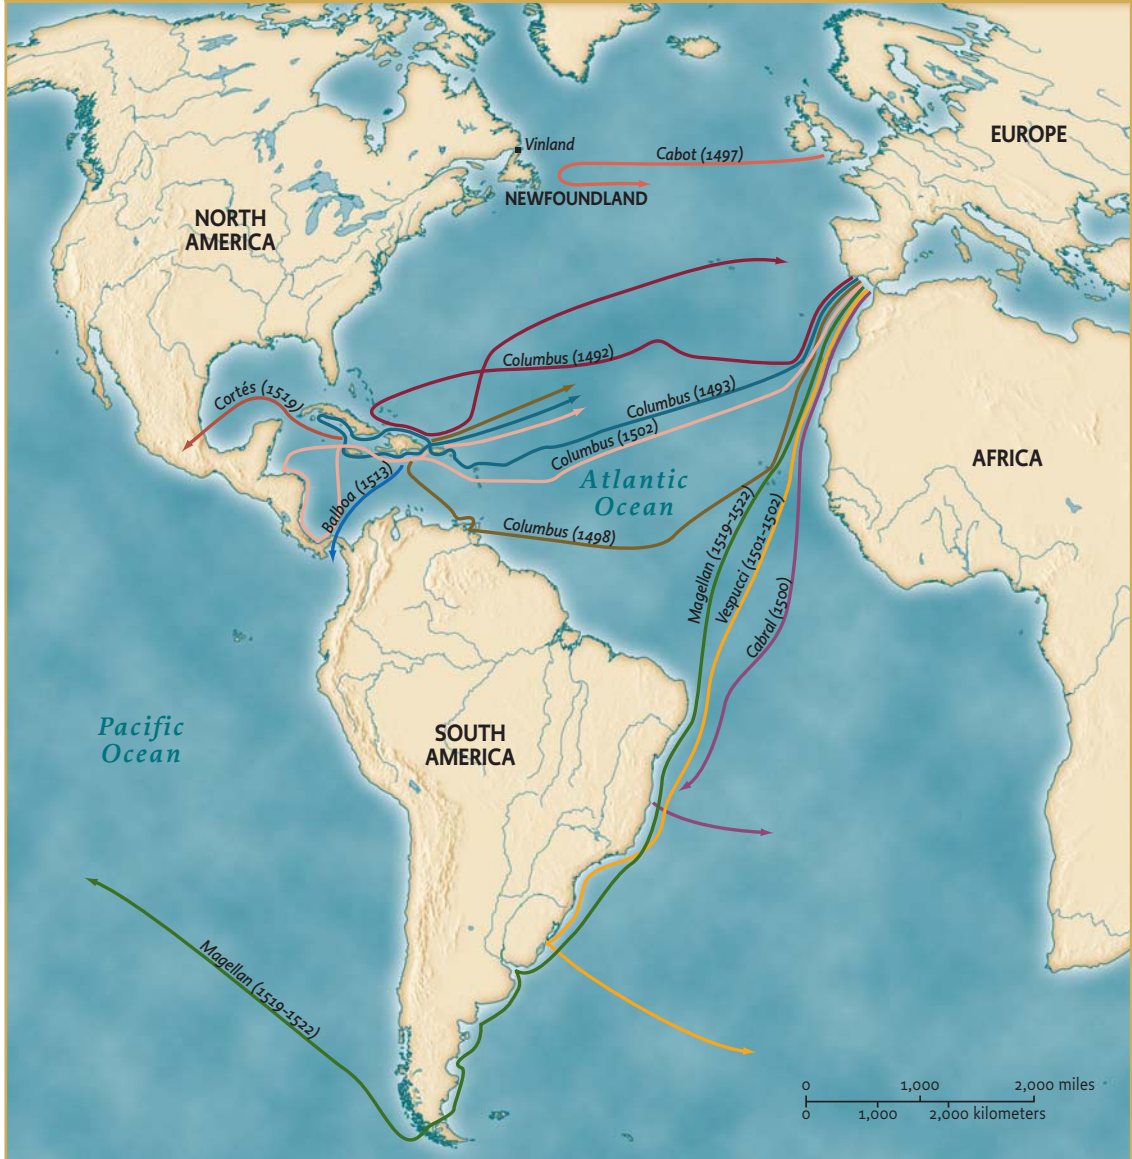 Vinland
Cabot (1497)
EUROPE
NEWFOUNDLAND
NORTH
AMERICA
Columbus (1492)
Cortés (1519)
Columbus (1493)
Columbus (1502)
Atlantic
Ocean
AFRICA
Balboa (1513)
Columbus (1498)
Magellan (1519-1522)
Vespucci (1501-1502)
Cabral (1500)
Pacific
Ocean
SOUTH
AMERICA
Magellan (1519-1522)
0 1,000 2,000 miles
0 1,000 2,000 kilometers